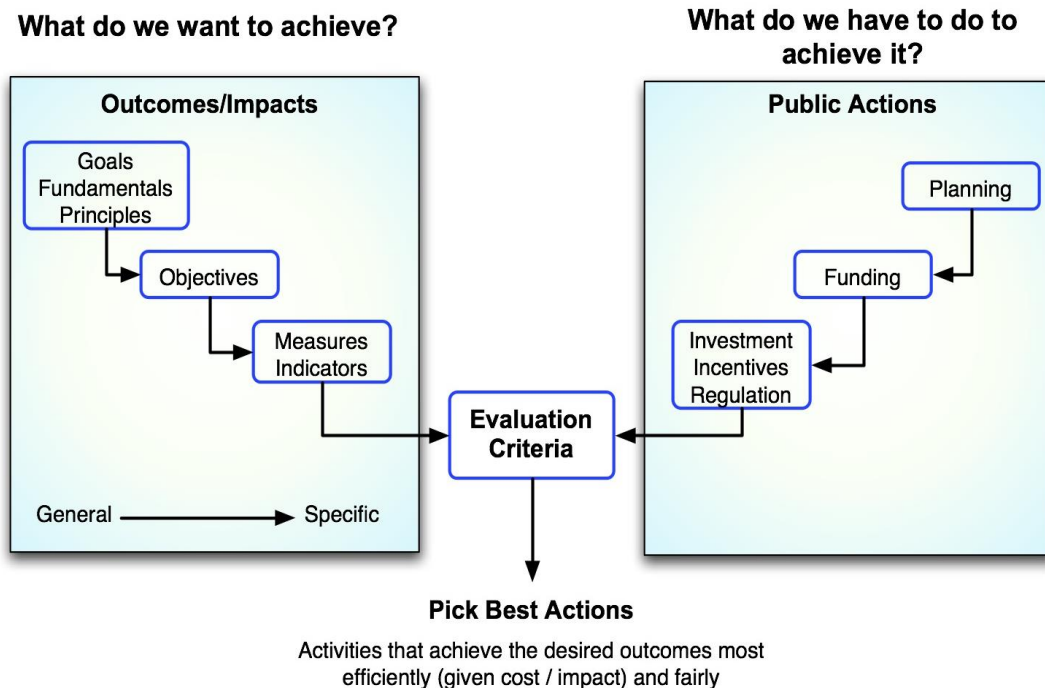 What do we want to achieve?
What do we have to do to
achieve it?
Outcomes/Impacts
Goals
Fundamentals
Principles
Objectives
Measures
Indicators
General
Specific
Public Actions
Planning
Funding
Investment
Incentives
Regulation
Evaluation
Criteria
Pick Best Actions
Activities that achieve the desired outcomes most
efficiently (given cost / impact) and fairly